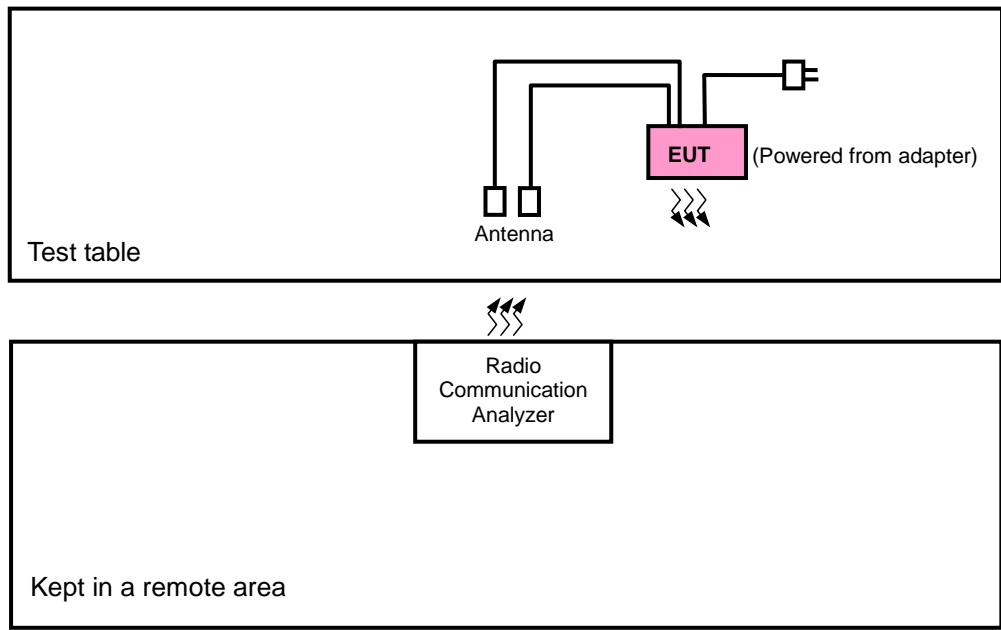 EUT
(Powered from adapter)
Antenna
Test table
Radio
Communication
Analyzer
Kept in a remote area